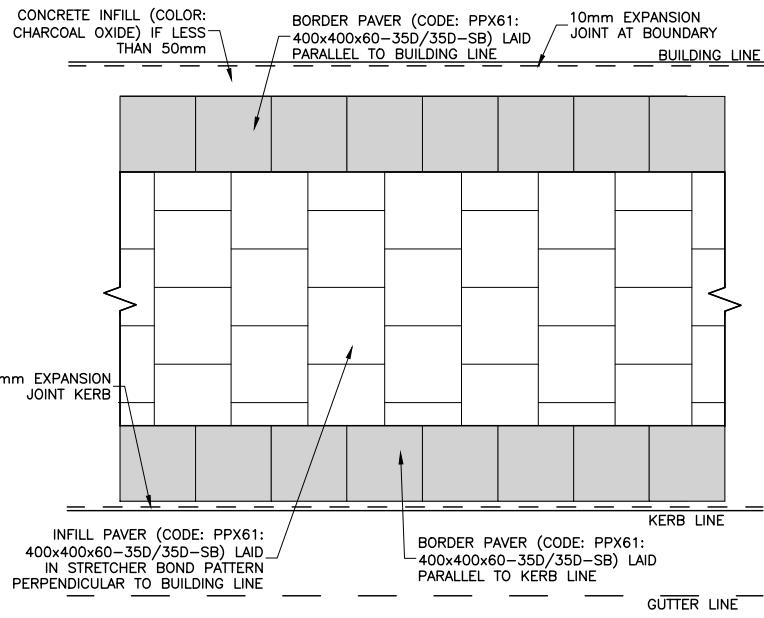 CONCRETE INFILL (COLOR:
CHARCOAL OXIDE) IF LESS
THAN 50mm
BORDER PAVER (CODE: PPX61:
400x400x60-35D/35D-SB) LAID
PARALLEL TO BUILDING LINE
10mm EXPANSION
JOINT AT BOUNDARY
BUILDING LINE
mm EXPANSION
JOINT KERB
KERB LINE
INFILL PAVER (CODE: PPX61:
400x400x60-35D/35D-SB) LAID
IN STRETCHER BOND PATTERN
PERPENDICULAR TO BUILDING LINE
BORDER PAVER (CODE: PPX61:
400x400x60-35D/35D-SB) LAID
PARALLEL TO KERB LINE
GUTTER LINE